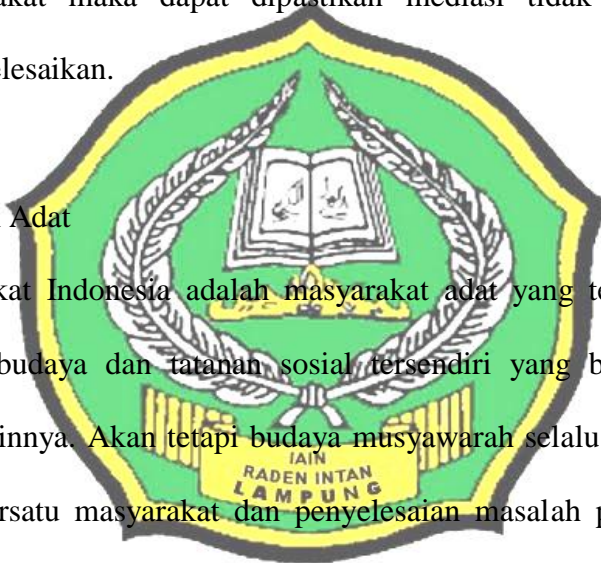 akat maka dapat dipastikan mediasi tidak
elesaikan.
Adat
kat Indonesia adalah masyarakat adat yang te
budaya dan tatanan sosial tersendiri yang b
innya. Akan tetapi budaya musyawarah selalu
IAIN
RADEN INTAN
LAMPUNG
ersatu masyarakat dan penyelesaian masalah p